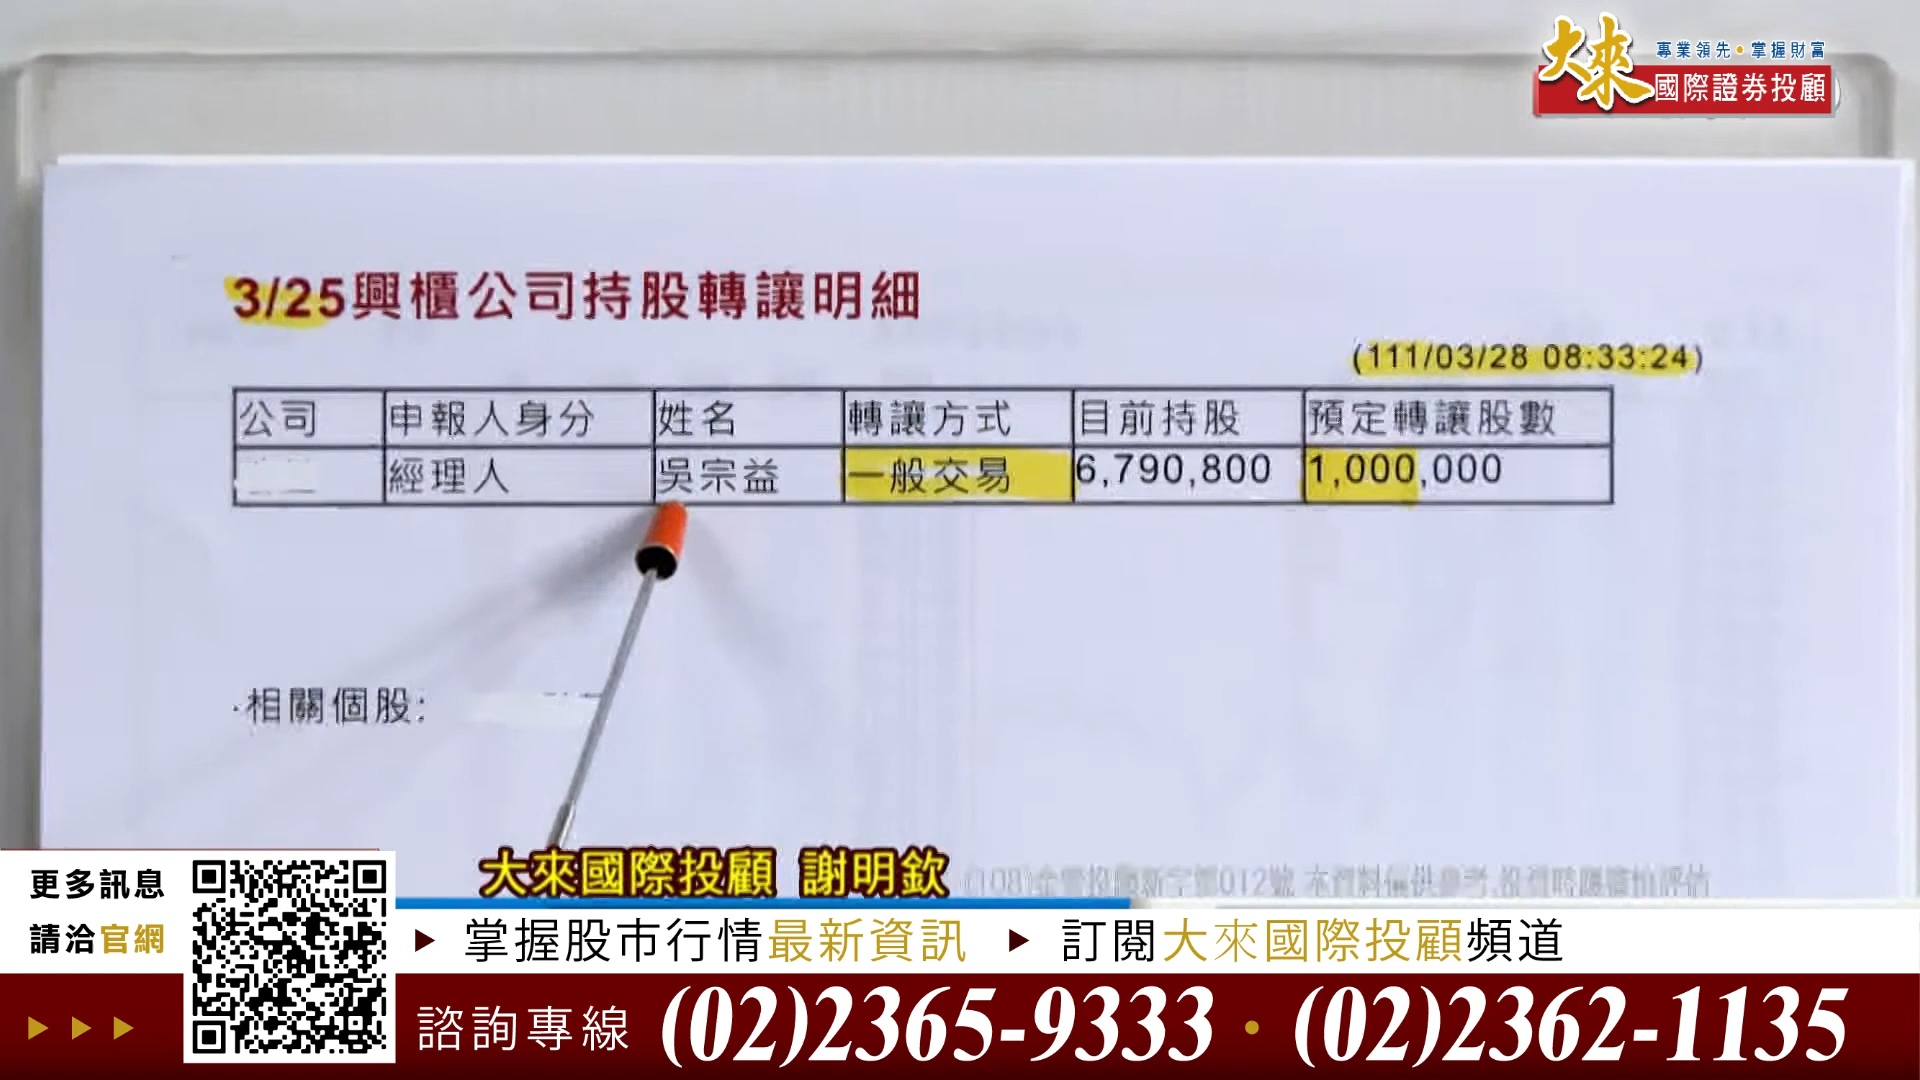 大來
專業領先•掌握財富
國際證券投顧
3/25興櫃公司持股轉讓明細
(111/03/28 08:33:24)
公司 申報人身分 姓名 轉讓方式 目前持股 預定轉讓股數
經理人 吳宗益 一般交易 6,790,800 1,000,000
·相關個股:
大來國際投顧 謝明欽
更多訊息
請洽官網
掌握股市行情最新資訊 訂閱大來國際投顧頻道
諮詢專線 (02)2365-9333 • (02)2362-1135